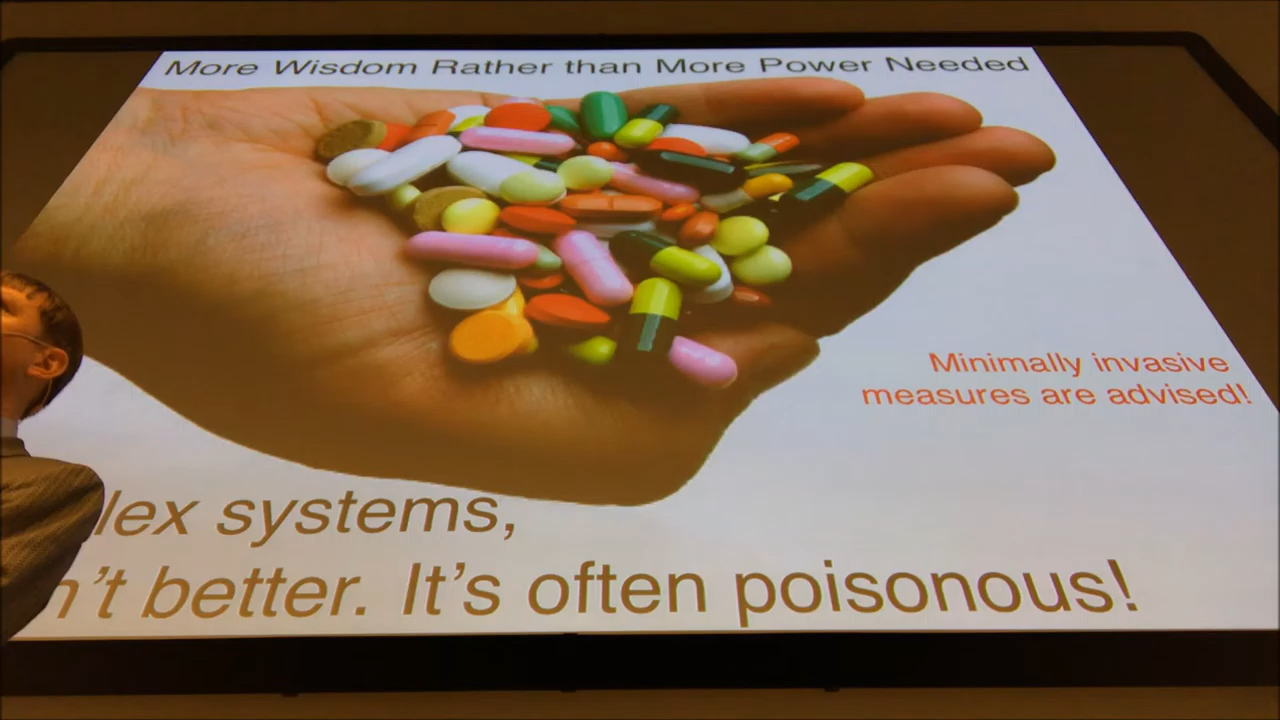 More Wisdom Rather than More Power Needed
Minimally invasive
measures are advised!
lex systems,
n't better. It's often poisonous!